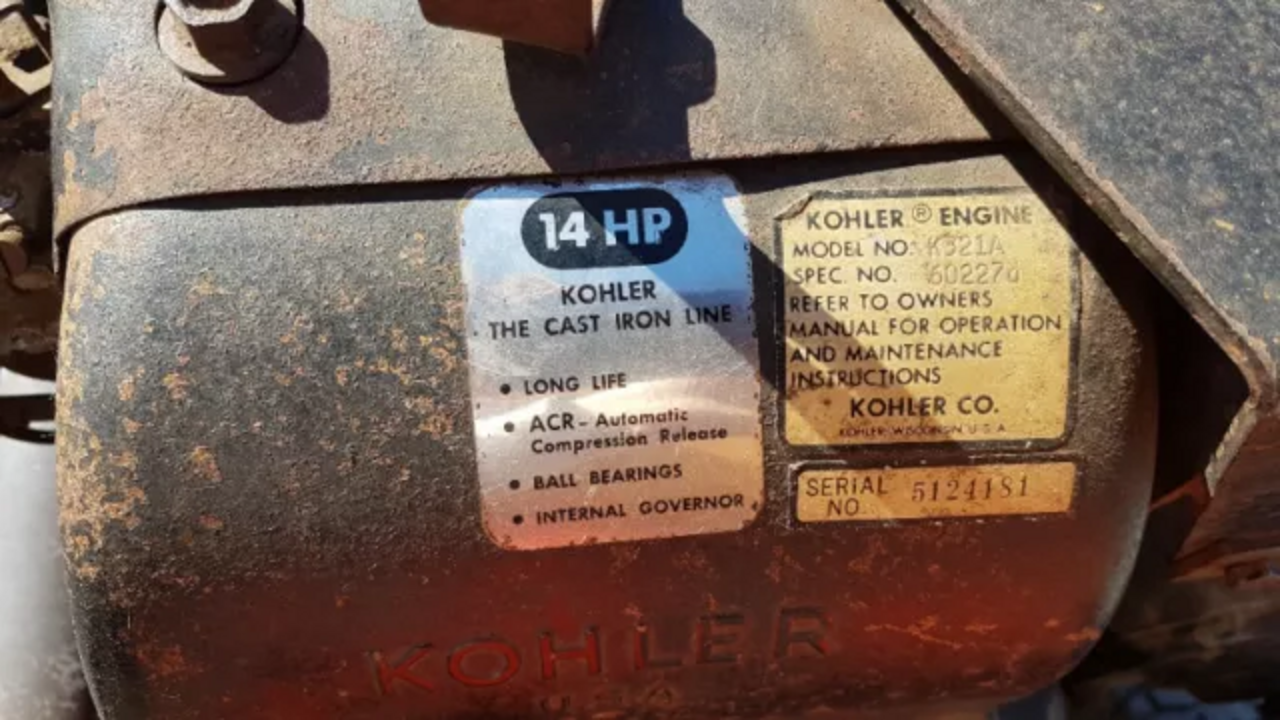 14 HP
KOHLER
THE CAST IRON LINE
• LONG LIFE
• ACR - Automatic
Compression Release
• BALL BEARINGS
• INTERNAL GOVERNOR
KOHLER ® ENGINE
MODEL NO. K321A
SPEC. NO.
REFER TO OWNERS
MANUAL FOR OPERATION
AND MAINTENANCE
INSTRUCTIONS
KOHLER CO.
KOHLER WISCONSIN U.S.A.
SERIAL NO. 5124181
KOHLER
U.S.A